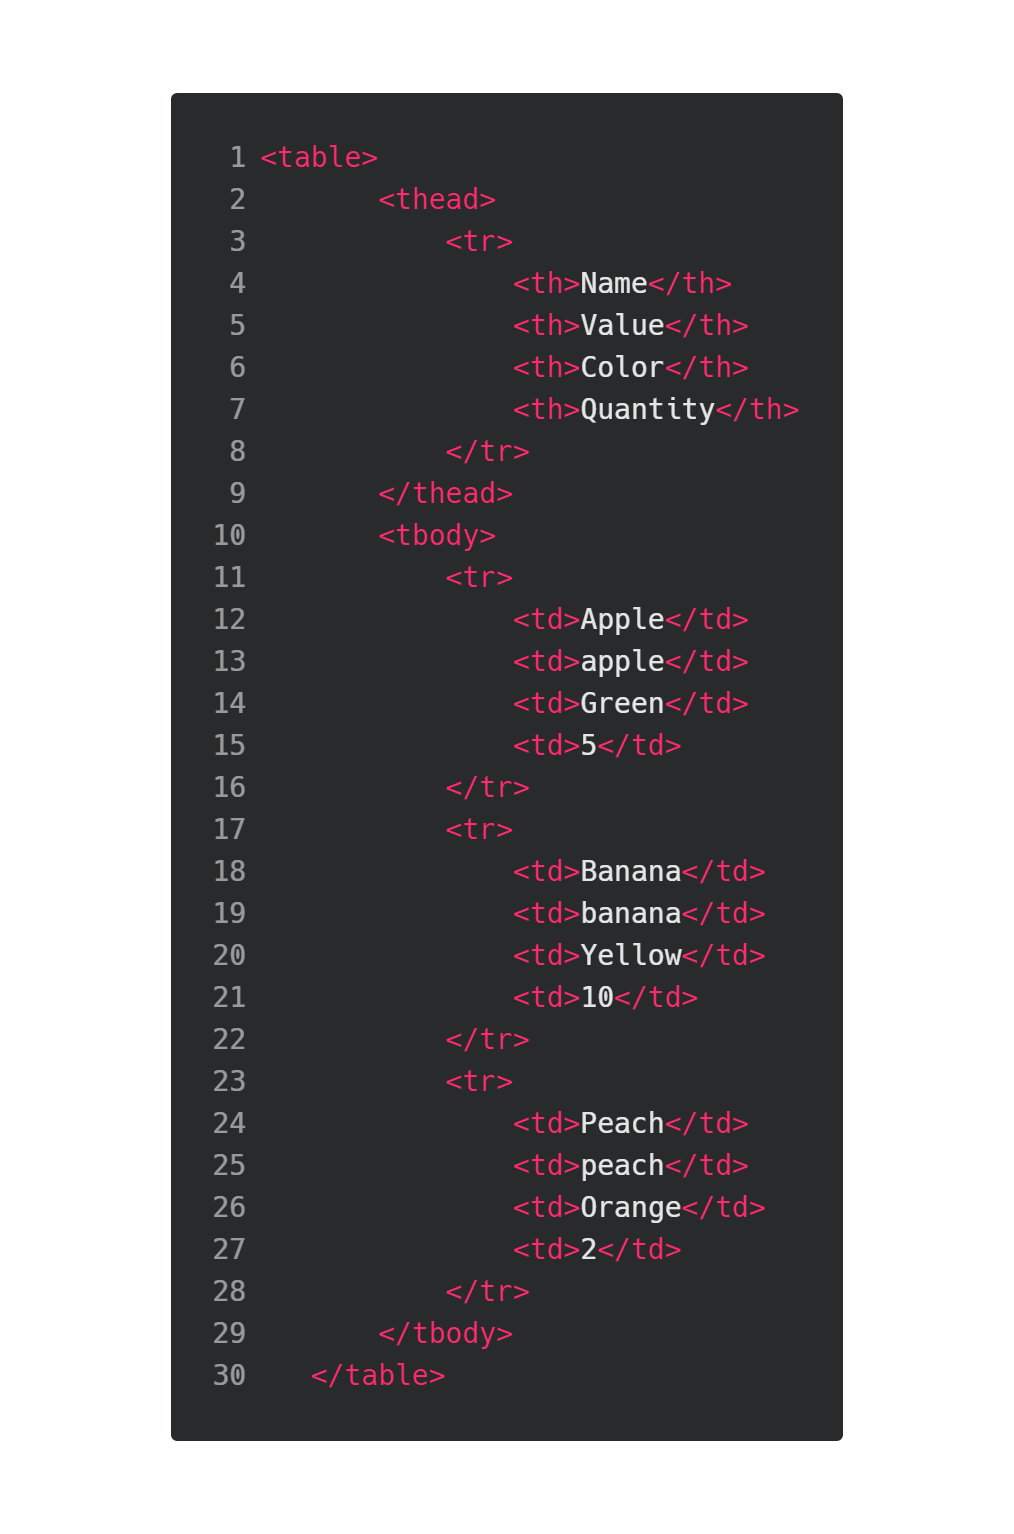 1 <table>
2         <thead>
3             <tr>
4                 <th>Name</th>
5                 <th>Value</th>
6                 <th>Color</th>
7                 <th>Quantity</th>
8             </tr>
9         </thead>
10         <tbody>
11             <tr>
12                 <td>Apple</td>
13                 <td>apple</td>
14                 <td>Green</td>
15                 <td>5</td>
16             </tr>
17             <tr>
18                 <td>Banana</td>
19                 <td>banana</td>
20                 <td>Yellow</td>
21                 <td>10</td>
22             </tr>
23             <tr>
24                 <td>Peach</td>
25                 <td>peach</td>
26                 <td>Orange</td>
27                 <td>2</td>
28             </tr>
29         </tbody>
30     </table>